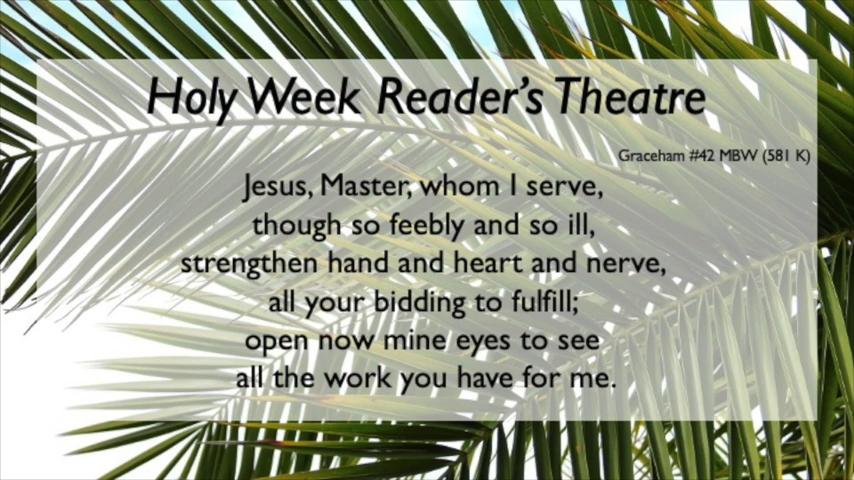 Holy Week Reader's Theatre
Graceham #42 MBW (581 K)
Jesus, Master, whom I serve,
though so feebly and so ill,
strengthen hand and heart and nerve,
all your bidding to fulfill;
open now mine eyes to see
all the work you have for me.